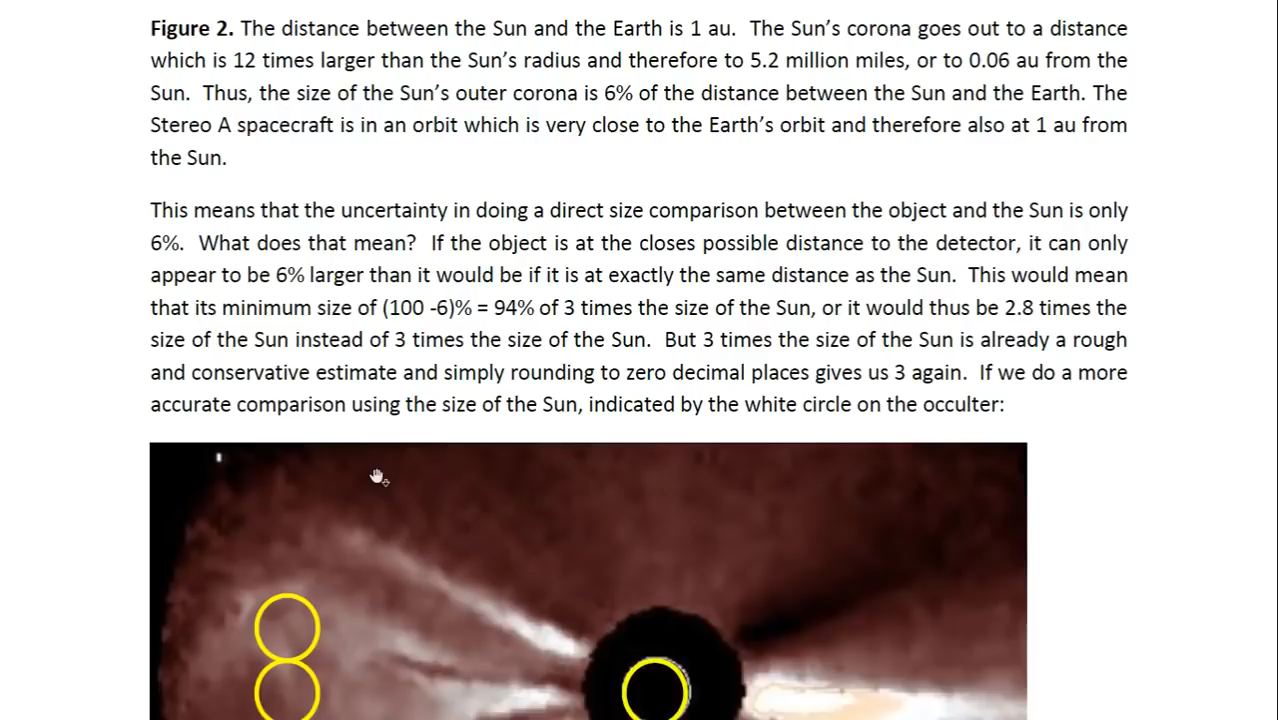 Figure 2. The distance between the Sun and the Earth is 1 au. The Sun's corona goes out to a distance
which is 12 times larger than the Sun's radius and therefore to 5.2 million miles, or to 0.06 au from the
Sun. Thus, the size of the Sun's outer corona is 6% of the distance between the Sun and the Earth. The
Stereo A spacecraft is in an orbit which is very close to the Earth's orbit and therefore also at 1 au from
the Sun.
This means that the uncertainty in doing a direct size comparison between the object and the Sun is only
6%. What does that mean? If the object is at the closes possible distance to the detector, it can only
appear to be 6% larger than it would be if it is at exactly the same distance as the Sun. This would mean
that its minimum size of (100 -6)% = 94% of 3 times the size of the Sun, or it would thus be 2.8 times the
size of the Sun instead of 3 times the size of the Sun. But 3 times the size of the Sun is already a rough
and conservative estimate and simply rounding to zero decimal places gives us 3 again. If we do a more
accurate comparison using the size of the Sun, indicated by the white circle on the occulter: